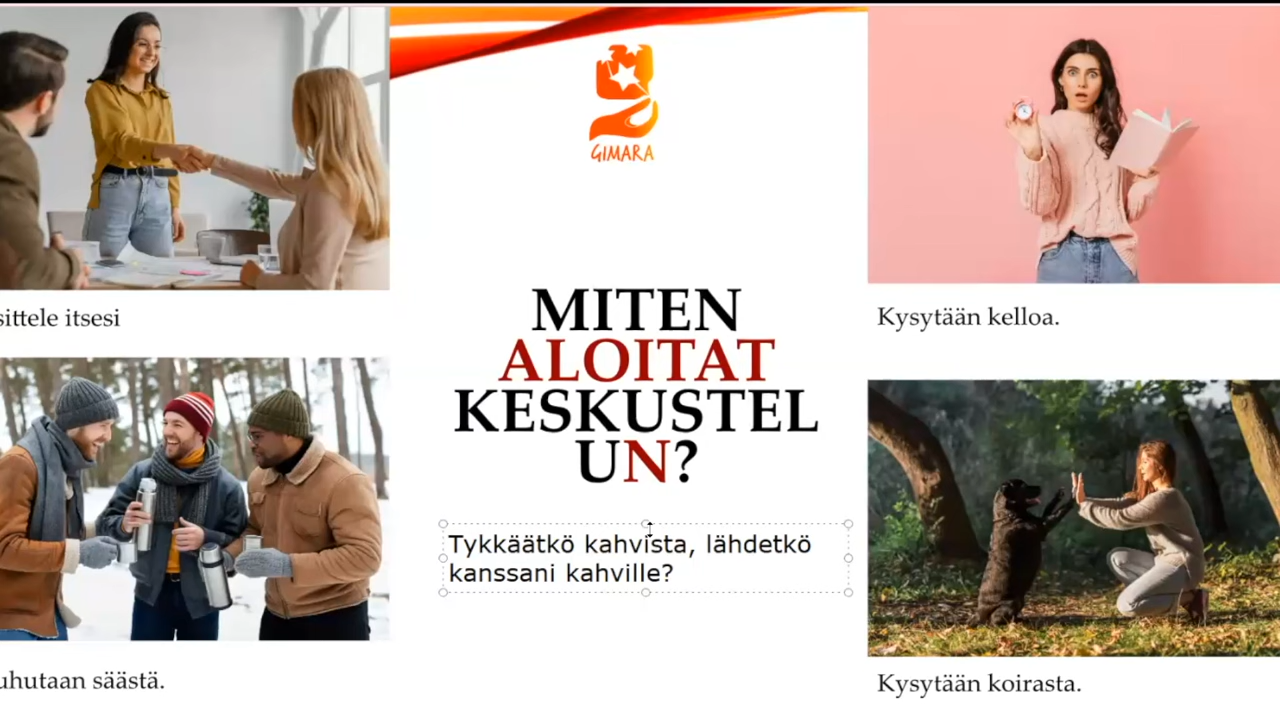 GIMARA
sittele itsesi
Kysytään kelloa.
MITEN
ALOITAT
KESKUSTEL
UN?
Tykkäätkö kahvista, lähdetkö
kanssani kahville?
uhutaan säästä.
Kysytään koirasta.